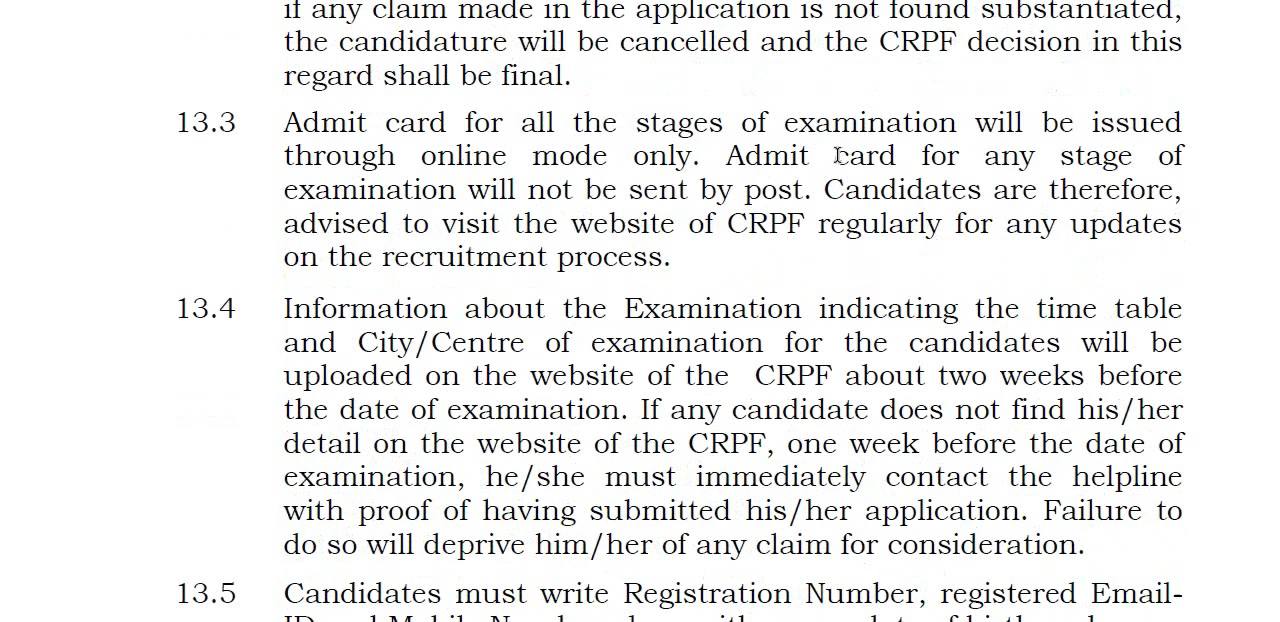 if any claim made in the application is not found substantiated,
the candidature will be cancelled and the CRPF decision in this
regard shall be final.
13.3 Admit card for all the stages of examination will be issued
through online mode only. Admit card for any stage of
examination will not be sent by post. Candidates are therefore,
advised to visit the website of CRPF regularly for any updates
on the recruitment process.
13.4 Information about the Examination indicating the time table
and City/Centre of examination for the candidates will be
uploaded on the website of the CRPF about two weeks before
the date of examination. If any candidate does not find his/her
detail on the website of the CRPF, one week before the date of
examination, he/she must immediately contact the helpline
with proof of having submitted his/her application. Failure to
do so will deprive him/her of any claim for consideration.
13.5 Candidates must write Registration Number, registered Email-